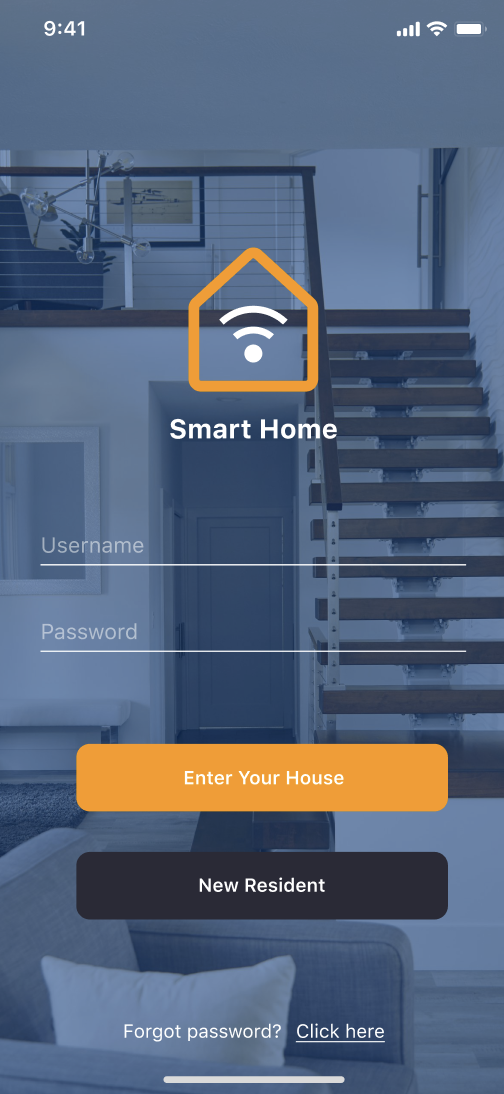 9:41
Smart Home
Username
Password
Enter Your House
New Resident
Forgot password? Click here